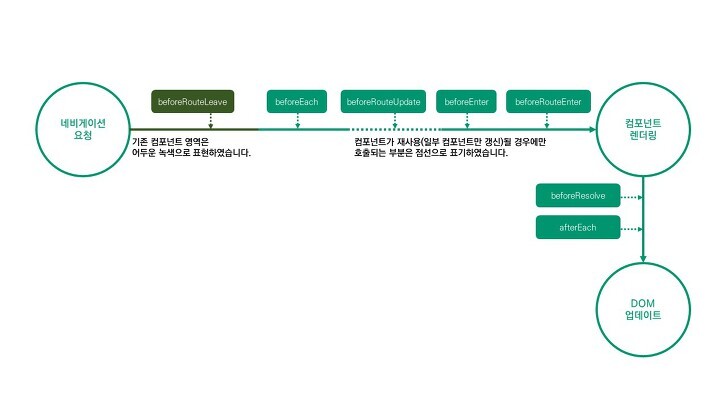 네비게이션
요청
beforeRouteLeave
beforeEach
beforeRouteUpdate
beforeEnter
beforeRouteEnter
컴포넌트
렌더링
기존 컴포넌트 영역은
어두운 녹색으로 표현하였습니다.
컴포넌트가 재사용(일부 컴포넌트만 갱신)될 경우에만
호출되는 부분은 점선으로 표기하였습니다.
beforeResolve
afterEach
DOM
업데이트